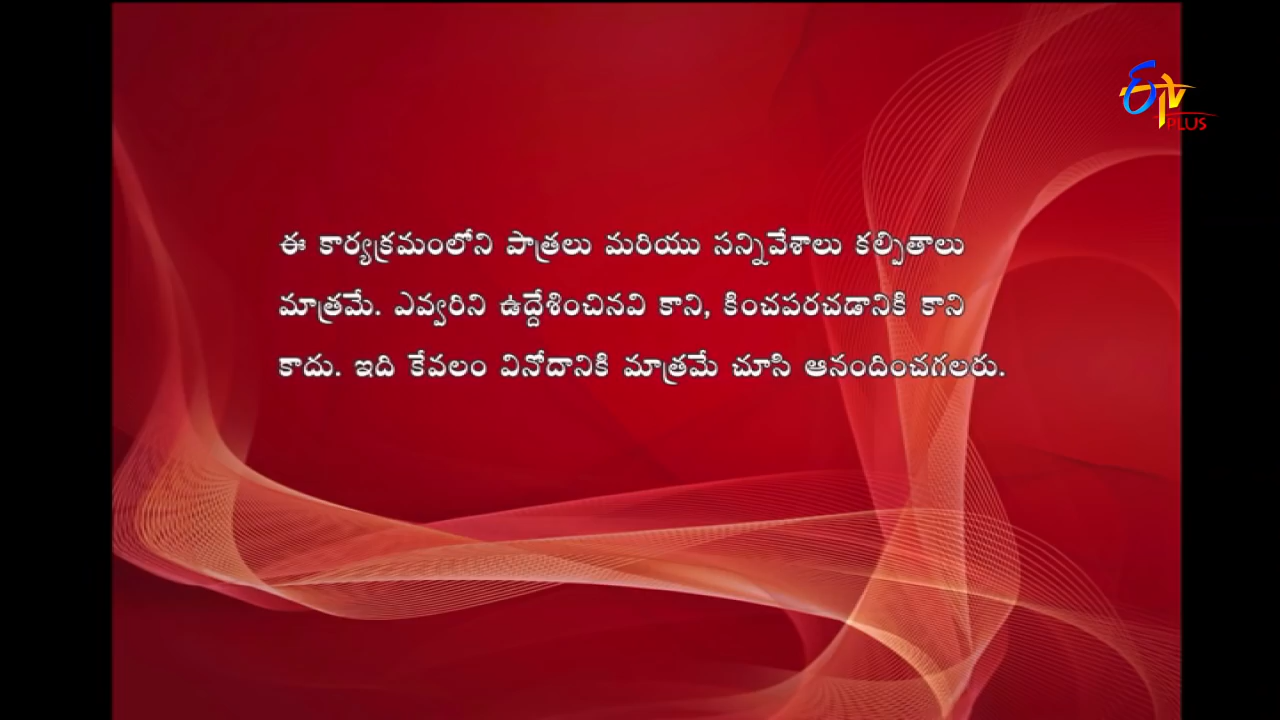 ETV
PLUS
ఈ కార్యక్రమంలోని పాత్రలు మరియు సన్నివేశాలు కల్పితాలు
మాత్రమే. ఎవ్వరిని ఉద్దేశించినవి కాని, కించపరచడానికి కాని
కాదు. ఇది కేవలం వినోదానికి మాత్రమే చూసి ఆనందించగలరు.